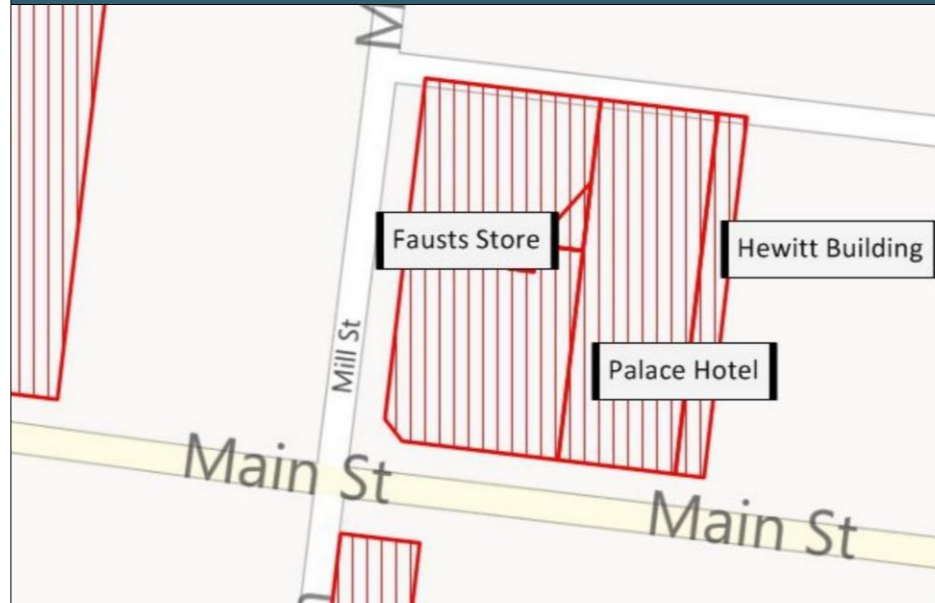 M
Fausts Store
Hewitt Building
Mill St
Palace Hotel
Main St
Main St